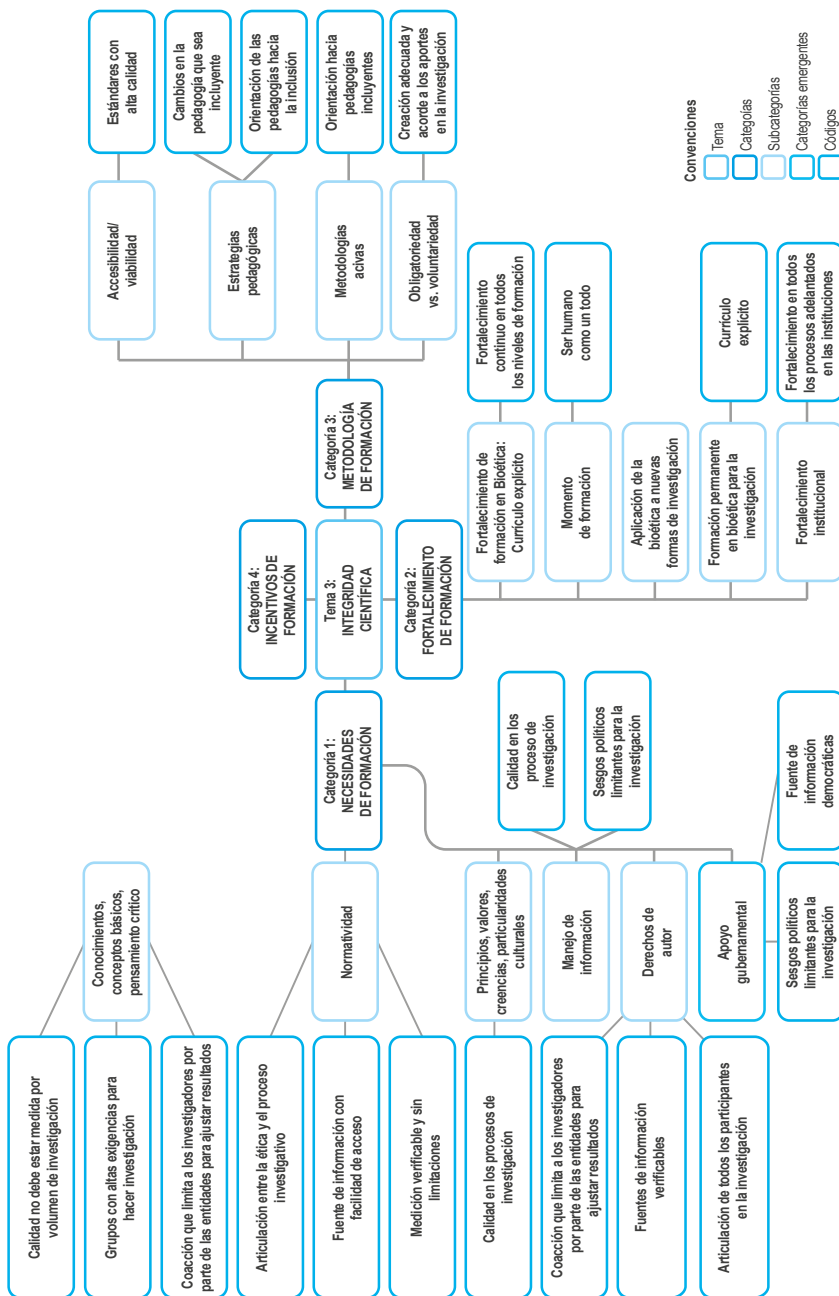 Calidad no debe estar medida por
volumen de investigación
Grupos con altas exigencias para
hacer investigación
Coacción que limita a los investigadores por
parte de las entidades para ajustar resultados
Conocimientos,
conceptos básicos,
pensamiento crítico
Articulación entre la ética y el proceso
investigativo
Fuente de información con
facilidad de acceso
Medición verificable y sin
limitaciones
Normatividad
Calidad en los procesos de
investigación
Principios, valores,
creencias, particularidades
culturales
Coacción que limita a los investigadores
por parte de las entidades para
ajustar resultados
Fuentes de información
verificables
Articulación de todos los participantes
en la investigación
Manejo de
información
Derechos de
autor
Apoyo
gubernamental
Calidad en los
proceso de
investigación
Sesgos políticos
limitantes para la
investigación
Sesgos políticos
limitantes para la
investigación
Fuente de
información
democráticas
Categoría 1:
NECESIDADES
DE FORMACIÓN
Categoría 4:
INCENTIVOS DE
FORMACIÓN
Tema 3:
INTEGRIDAD
CIENTÍFICA
Categoría 2:
FORTALECIMIENTO
DE FORMACIÓN
Categoría 3:
METODOLOGÍA
DE FORMACIÓN
Accesibilidad/
viabilidad
Estándares con
alta calidad
Estrategias
pedagógicas
Cambios en la
pedagogía que sea
incluyente
Orientación de las
pedagogías hacia
la inclusión
Metodologías
acivas
Orientación hacia
pedagogías
incluyentes
Obligatoriedad
vs. voluntariedad
Creación adecuada y
acorde a los aportes
en la investigación
Fortalecimiento de
formación en Bioética:
Currículo explícito
Fortalecimiento
continuo en todos
los niveles de formación
Momento
de formación
Ser humano
como un todo
Aplicación de la
bioética a nuevas
formas de investigación
Formación permanente
en bioética para la
investigación
Currículo
explícito
Fortalecimiento
institucional
Fortalecimiento en todos
los procesos adelantados
en las instituciones
Convenciones
Tema
Categoías
Subcategorías
Categorías emergentes
Códigos